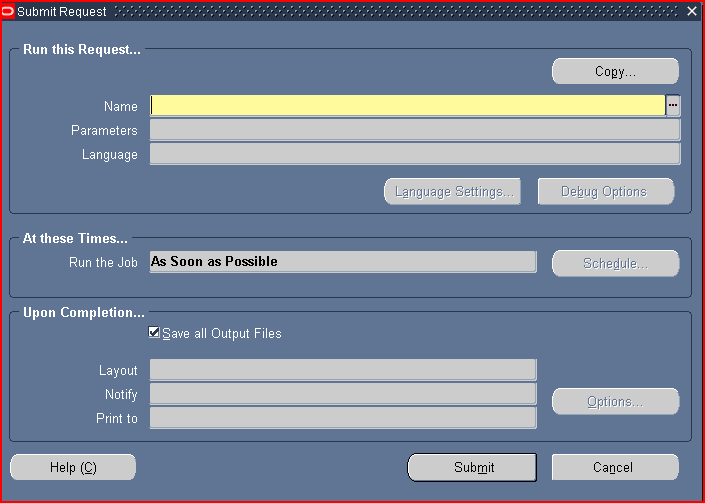 Submit Request
Run this Request...
Copy...
Name
Parameters
Language
Language Settings...
Debug Options
At these Times...
Run the Job As Soon as Possible
Schedule...
Upon Completion...
Save all Output Files
Layout
Notify
Options...
Print to
Help (C)
Submit
Cancel